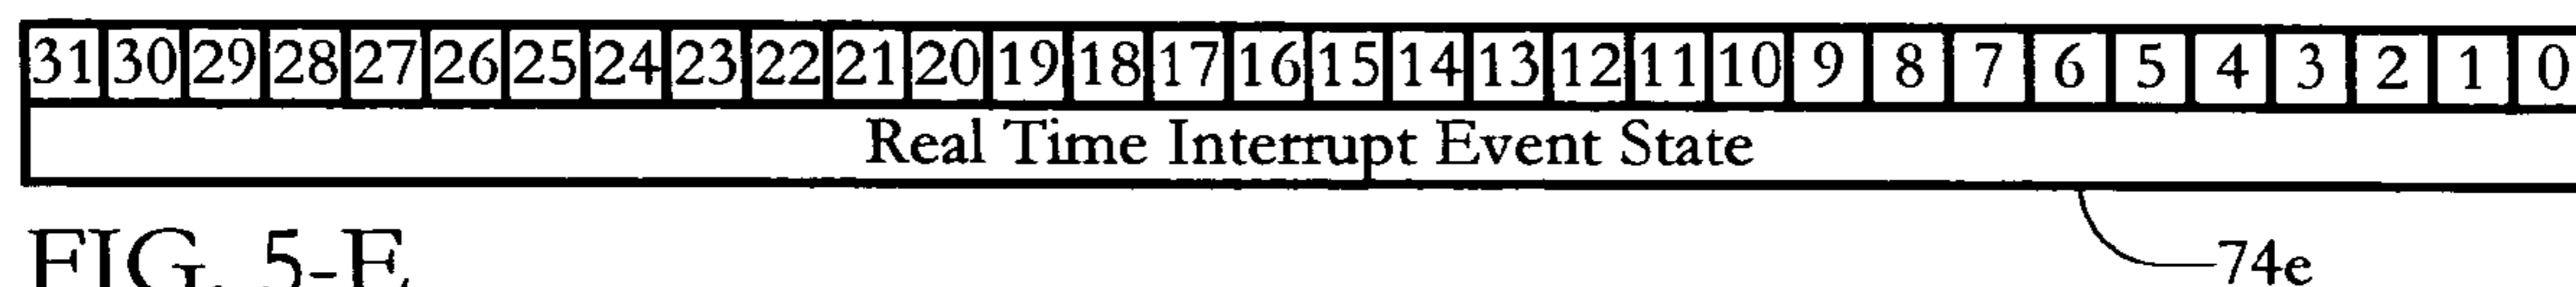 31 30 29 28 27 26 25 24 23 22 21 20 19 18 17 16 15 14 13 12 11 10 9 8 7 6 5 4 3 2 1 0
Real Time Interrupt Event State
74e
FIG. 5-E